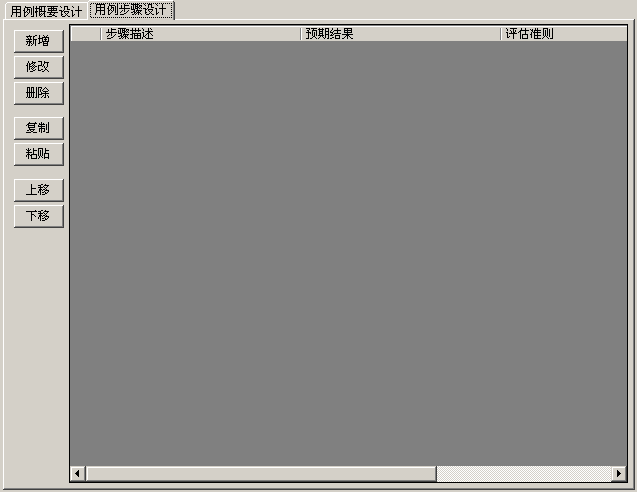 用例概要设计 用例步骤设计
新增 步骤描述 预期结果 评估准则
修改
删除
复制
粘贴
上移
下移